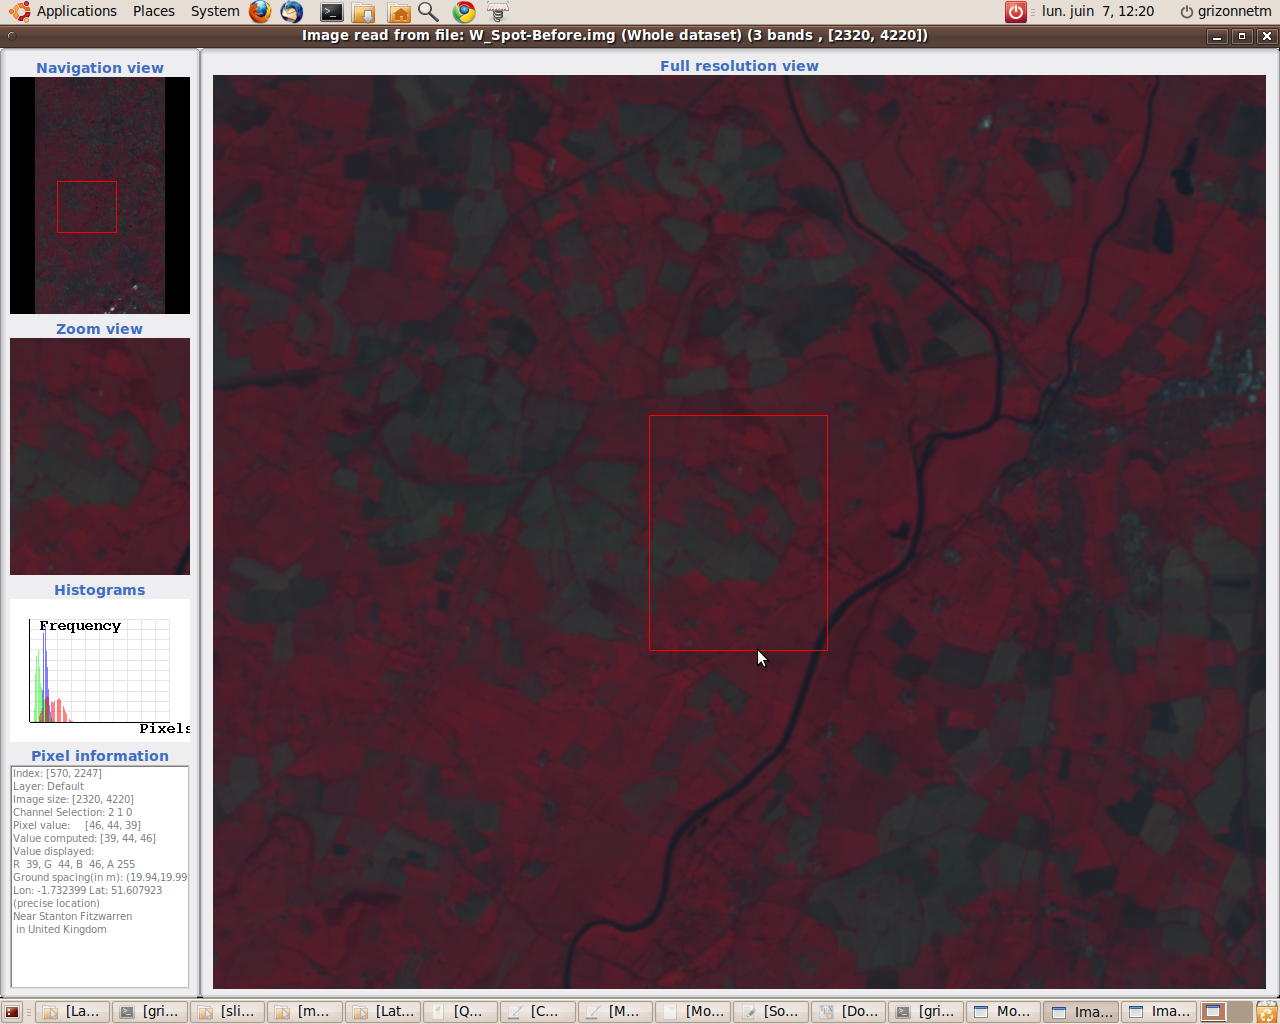 Applications Places System lun. juin 7, 12:20 grizonnetm
Image read from file: W_Spot-Before.img (Whole dataset) (3 bands , [2320, 4220])
Navigation view
Full resolution view
Zoom view
Histograms
Frequency
Pixels
Pixel information
Index: [570, 2247]
Layer: Default
Image size: [2320, 4220]
Channel Selection: 2 1 0
Pixel value: [46, 44, 39]
Value computed: [39, 44, 46]
Value displayed:
R 39, G 44, B 46, A 255
Ground spacing(in m): (19.94,19.99
Lon: -1.732399 Lat: 51.607923
(precise location)
Near Stanton Fitzwarren
in United Kingdom
[La... [gri... [sli... [m... [Lat... [Q... [C... [M... [Mo... [So... [Do... [gri... Mo... Ima... Ima...